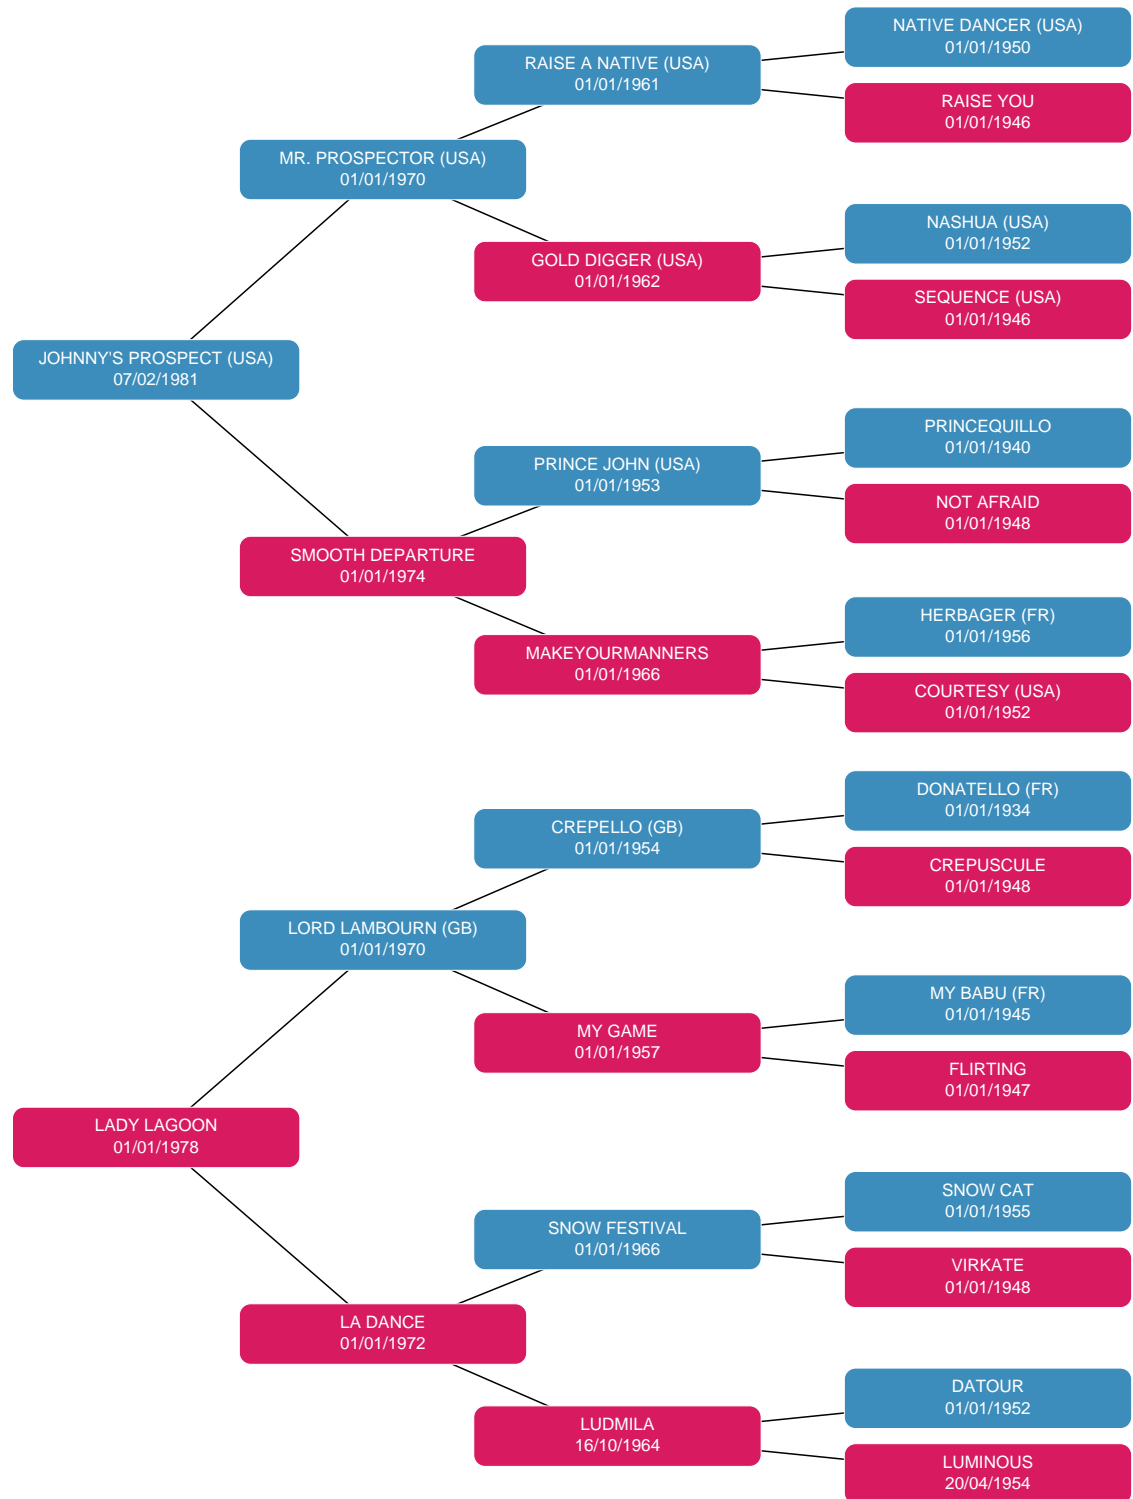 NATIVE DANCER (USA)
01/01/1950
RAISE A NATIVE (USA)
01/01/1961
RAISE YOU
01/01/1946
MR. PROSPECTOR (USA)
01/01/1970
NASHUA (USA)
01/01/1952
GOLD DIGGER (USA)
01/01/1962
SEQUENCE (USA)
01/01/1946
JOHNNY'S PROSPECT (USA)
07/02/1981
PRINCEQUILLO
01/01/1940
PRINCE JOHN (USA)
01/01/1953
NOT AFRAID
01/01/1948
SMOOTH DEPARTURE
01/01/1974
HERBAGER (FR)
01/01/1956
MAKEYOURMANNERS
01/01/1966
COURTESY (USA)
01/01/1952
DONATELLO (FR)
01/01/1934
CREPELLO (GB)
01/01/1954
CREPUSCULE
01/01/1948
LORD LAMBOURN (GB)
01/01/1970
MY BABU (FR)
01/01/1945
MY GAME
01/01/1957
FLIRTING
01/01/1947
LADY LAGOON
01/01/1978
SNOW CAT
01/01/1955
SNOW FESTIVAL
01/01/1966
VIRKATE
01/01/1948
LA DANCE
01/01/1972
DATOUR
01/01/1952
LUDMILA
16/10/1964
LUMINOUS
20/04/1954